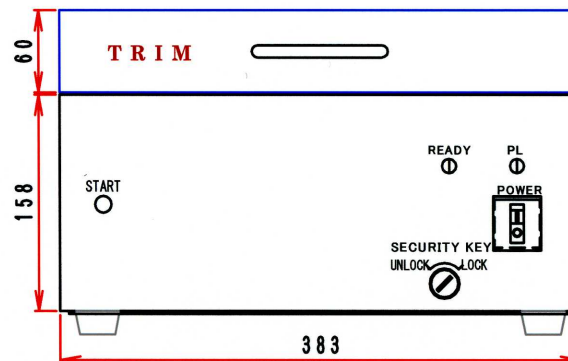 60
TRIM
158
READY PL
START
POWER
SECURITY KEY
UNLOCK LOCK
383